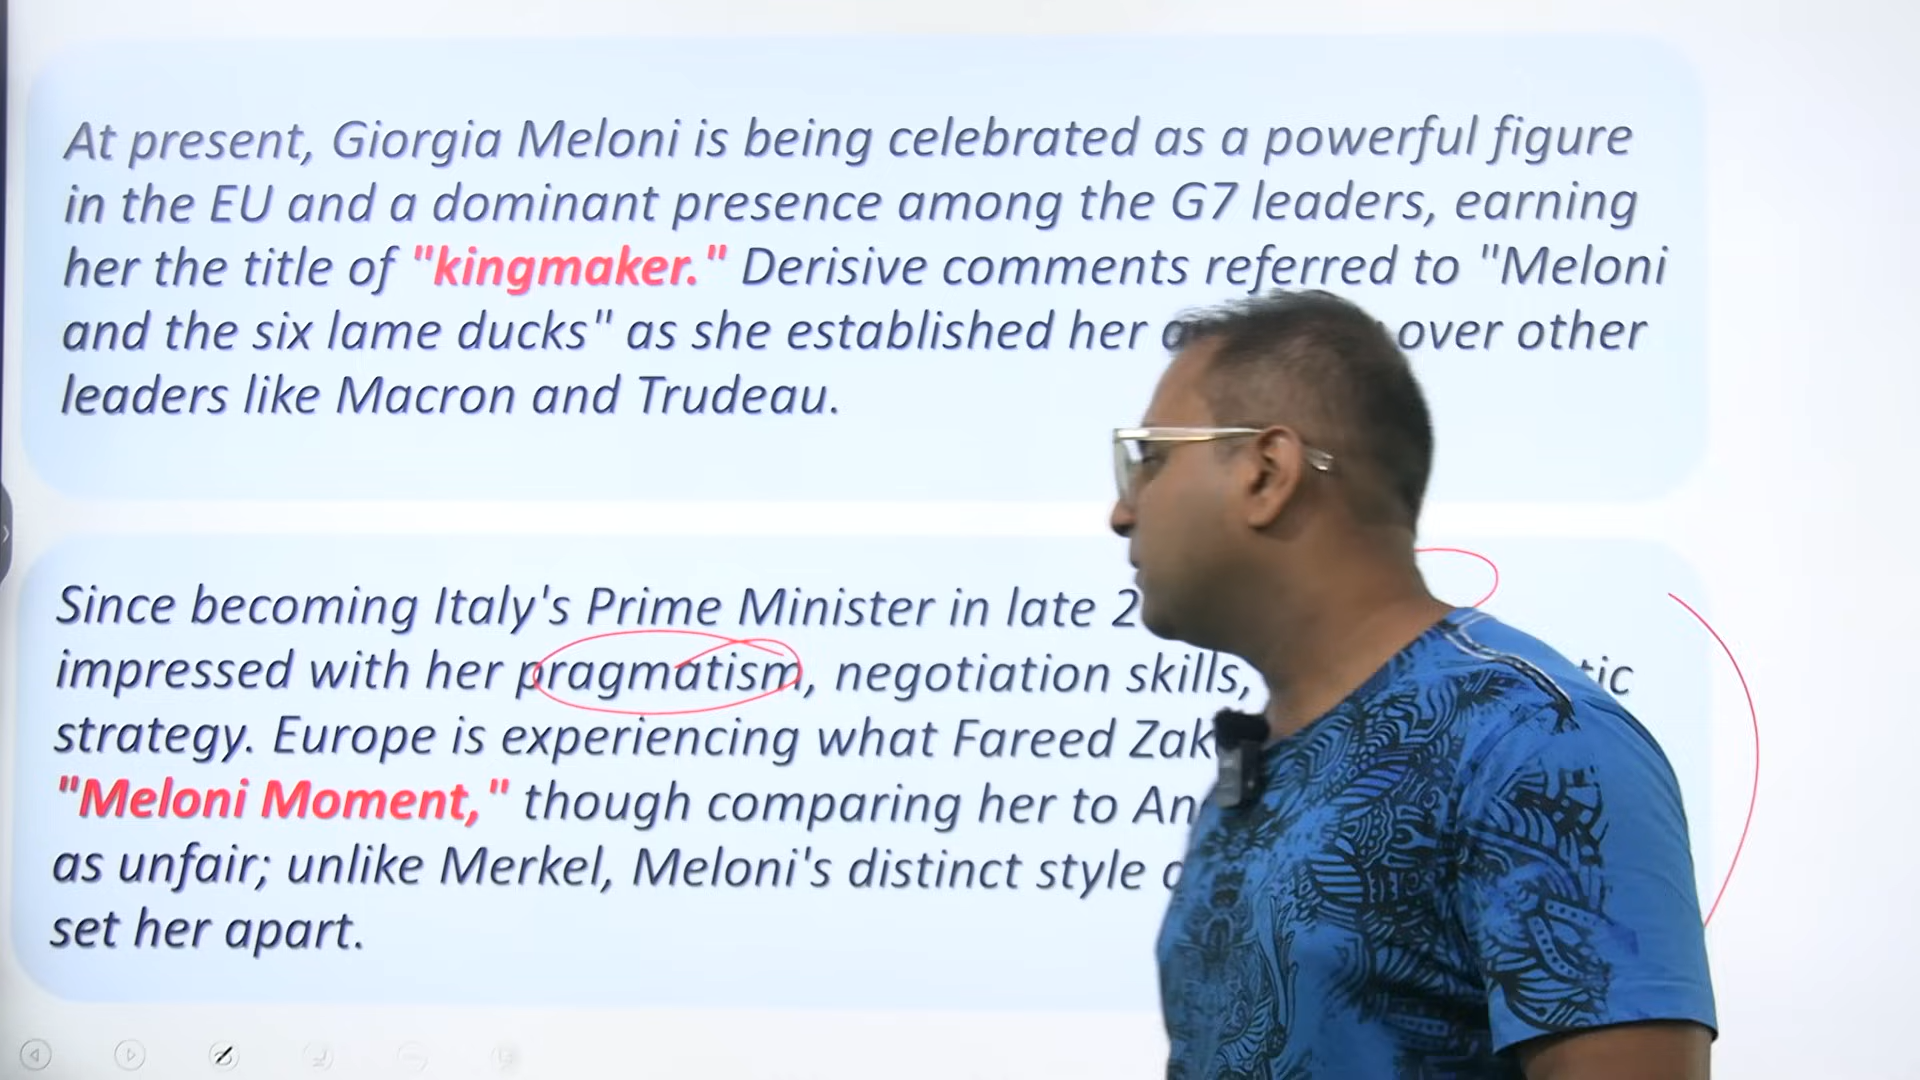 At present, Giorgia Meloni is being celebrated as a powerful figure
in the EU and a dominant presence among the G7 leaders, earning
her the title of "kingmaker." Derisive comments referred to "Meloni
and the six lame ducks" as she established her over other
leaders like Macron and Trudeau.
Since becoming Italy's Prime Minister in late
impressed with her pragmatism, negotiation skills,
strategy. Europe is experiencing what Fareed
"Meloni Moment," though comparing her to
as unfair; unlike Merkel, Meloni's distinct style
set her apart.